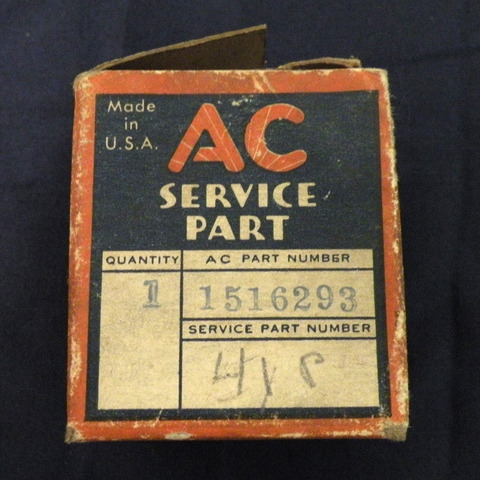 Made
in
U.S.A.
AC
SERVICE
PART
QUANTITY
AC PART NUMBER
1
1516293
SERVICE PART NUMBER